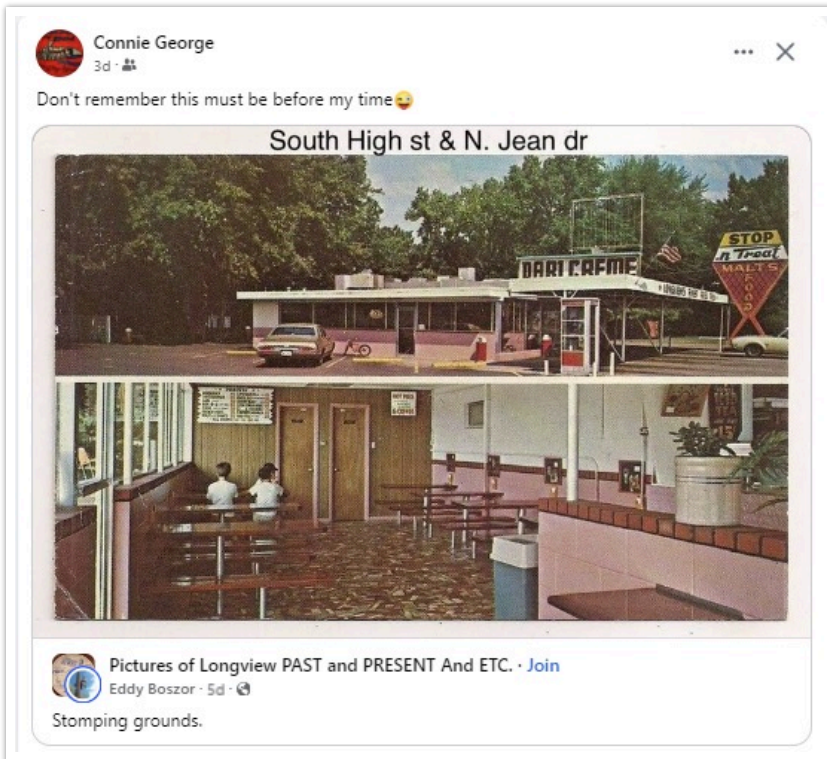 Connie George
3d ·
Don't remember this must be before my time😜
South High st & N. Jean dr
DARI CREME
STOP
n Treat
MALTS
FOOD
Pictures of Longview PAST and PRESENT And ETC. · Join
Eddy Boszor · 5d ·
Stomping grounds.